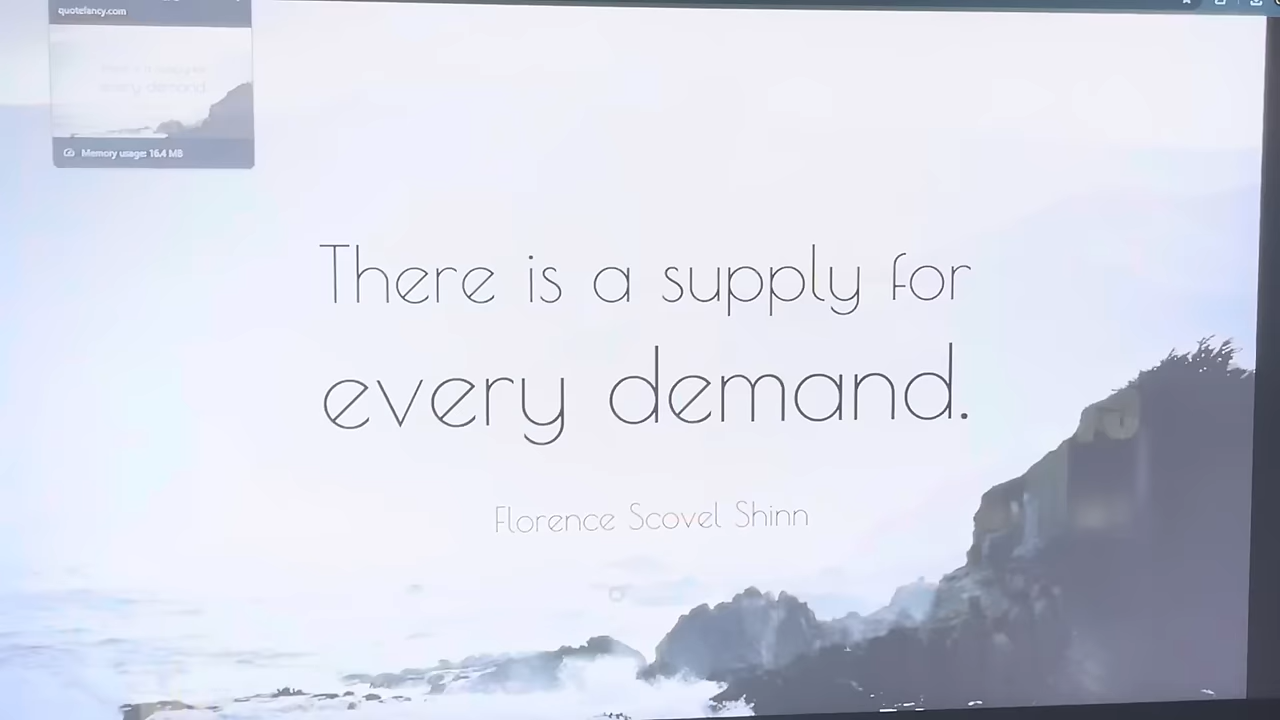 quotefancy.com
Memory usage: 16.4 MB
There is a supply for
every demand.
Florence Scovel Shinn